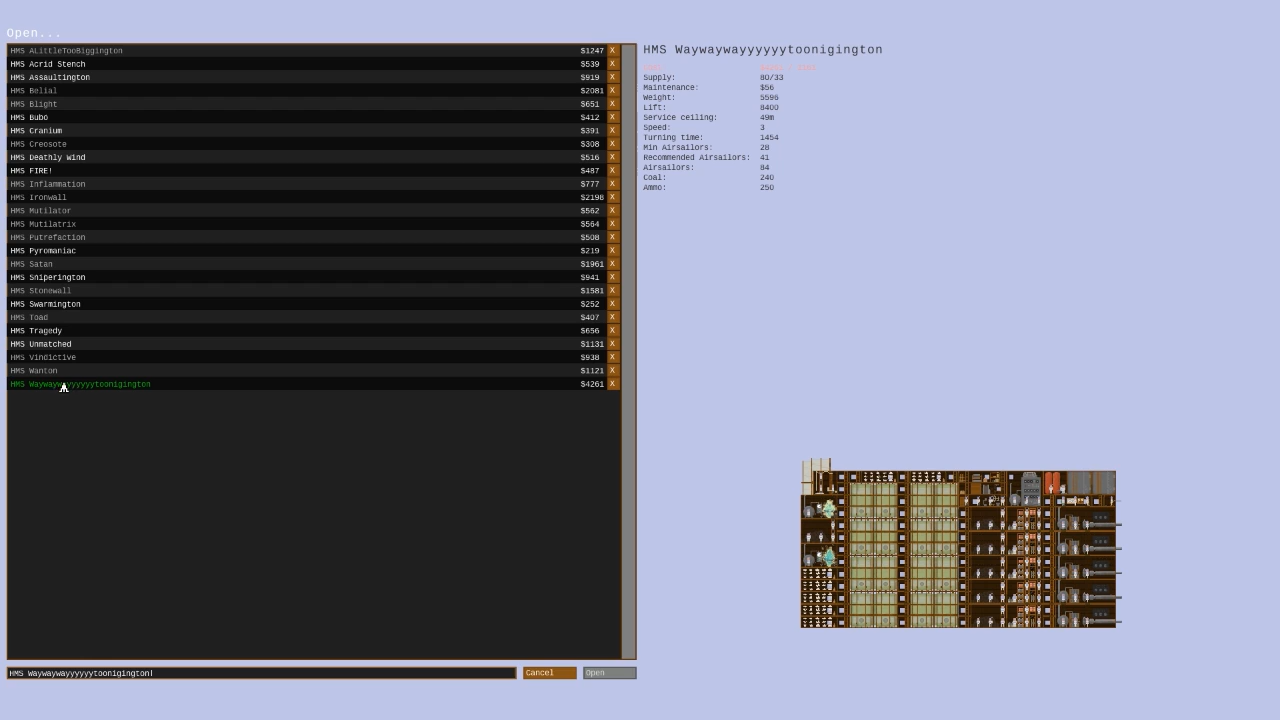 Open...
HMS ALittleTooBiggington $1247 X
HMS Acrid Stench $539 X
HMS Assaultington $919 X
HMS Belial $2081 X
HMS Blight $651 X
HMS Bubo $412 X
HMS Cranium $391 X
HMS Creosote $308 X
HMS Deathly Wind $516 X
HMS FIRE! $487 X
HMS Inflammation $777 X
HMS Ironwall $2198 X
HMS Mutilator $562 X
HMS Mutilatrix $564 X
HMS Putrefaction $508 X
HMS Pyromaniac $219 X
HMS Satan $1961 X
HMS Sniperington $941 X
HMS Stonewall $1581 X
HMS Swarmington $252 X
HMS Toad $407 X
HMS Tragedy $656 X
HMS Unmatched $1131 X
HMS Vindictive $938 X
HMS Wanton $1121 X
HMS Waywaywayyyyyytoonigington $4261 X
HMS Waywaywayyyyyytoonigington!
Cancel
Open
HMS Waywaywayyyyyytoonigington
Supply: 80/33
Maintenance: $56
Weight: 5596
Lift: 8400
Service ceiling: 49m
Speed: 3
Turning time: 1454
Min Airsailors: 28
Recommended Airsailors: 41
Airsailors: 84
Coal: 240
Ammo: 250